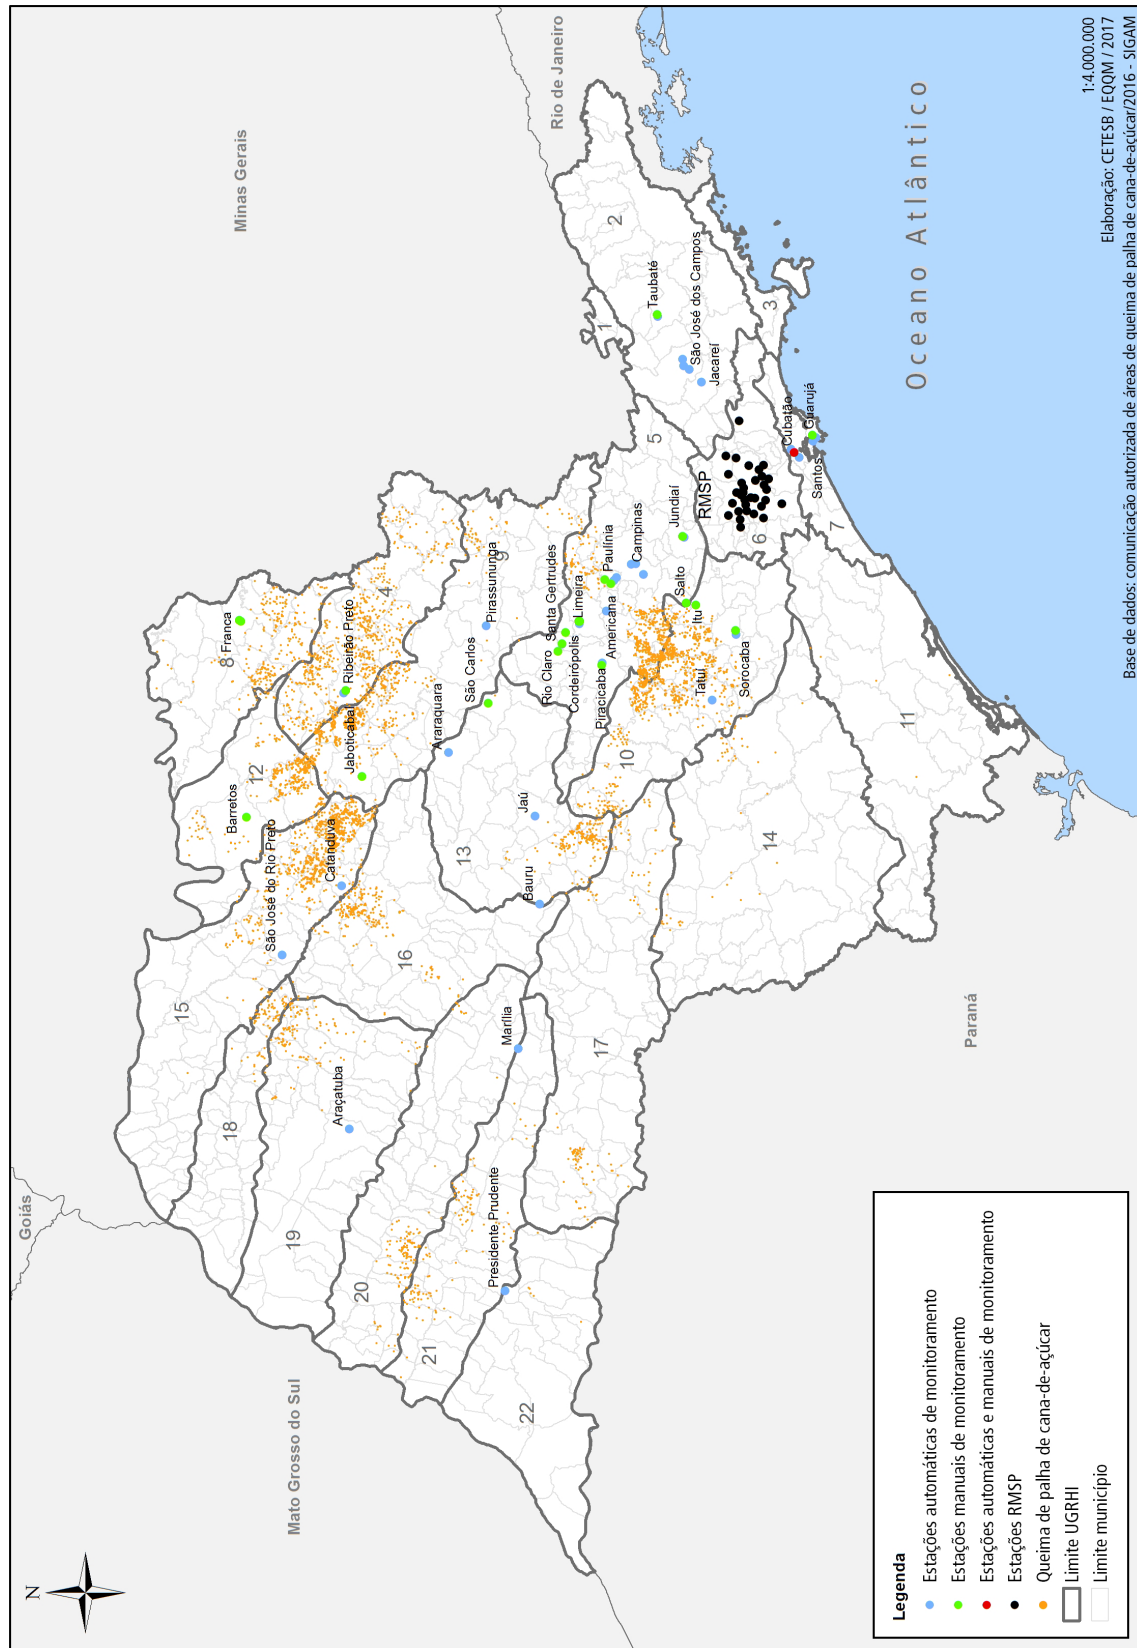 Goiás
Minas Gerais
Mato Grosso do Sul
Rio de Janeiro
Paraná
Oceano Atlântico
N
15
18
19
20
21
22
16
17
12
8
4
9
13
10
5
14
11
6
7
1
2
3
Barretos
Franca
São José do Rio Preto
Catanduva
Jaboticabal
Ribeirão Preto
Araçatuba
Araraquara
São Carlos
Pirassununga
Marília
Presidente Prudente
Bauru
Jaú
Rio Claro
Santa Gertrudes
Cordeirópolis
Limeira
Piracicaba
Americana
Paulínia
Campinas
Jundiaí
Salto
Itu
Tatuí
Sorocaba
RMSP
Taubaté
São José dos Campos
Jacareí
Cubatão
Guarujá
Santos
Legenda
Estações automáticas de monitoramento
Estações manuais de monitoramento
Estações automáticas e manuais de monitoramento
Estações RMSP
Queima de palha de cana-de-açúcar
Limite UGRHI
Limite município
1:4.000.000
Elaboração: CETESB / EQQM / 2017
Base de dados: comunicação autorizada de áreas de queima de palha de cana-de-açúcar/2016 - SIGAM